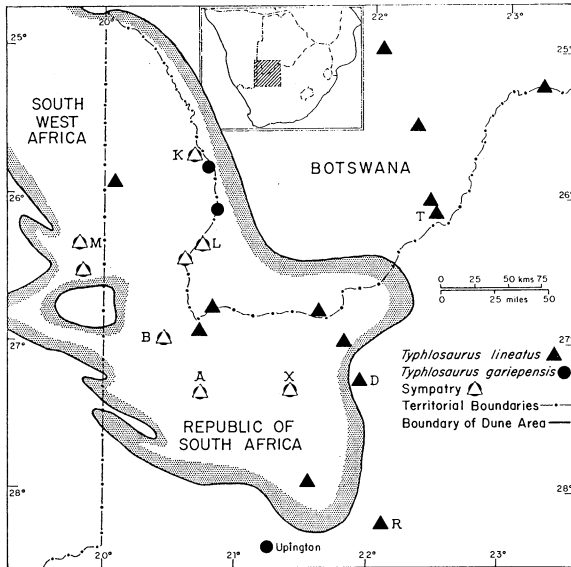 20°
22°
23°
25°
25°
SOUTH
WEST
AFRICA
BOTSWANA
K
26°
26°
T
M
L
0 25 50 kms 75
0 25 miles 50
B
27°
27°
Typhlosaurus lineatus
Typhlosaurus gariepensis
Sympatry
Territorial Boundaries
Boundary of Dune Area
A
X
D
REPUBLIC OF
SOUTH AFRICA
28°
28°
R
Upington
20°
21°
22°
23°